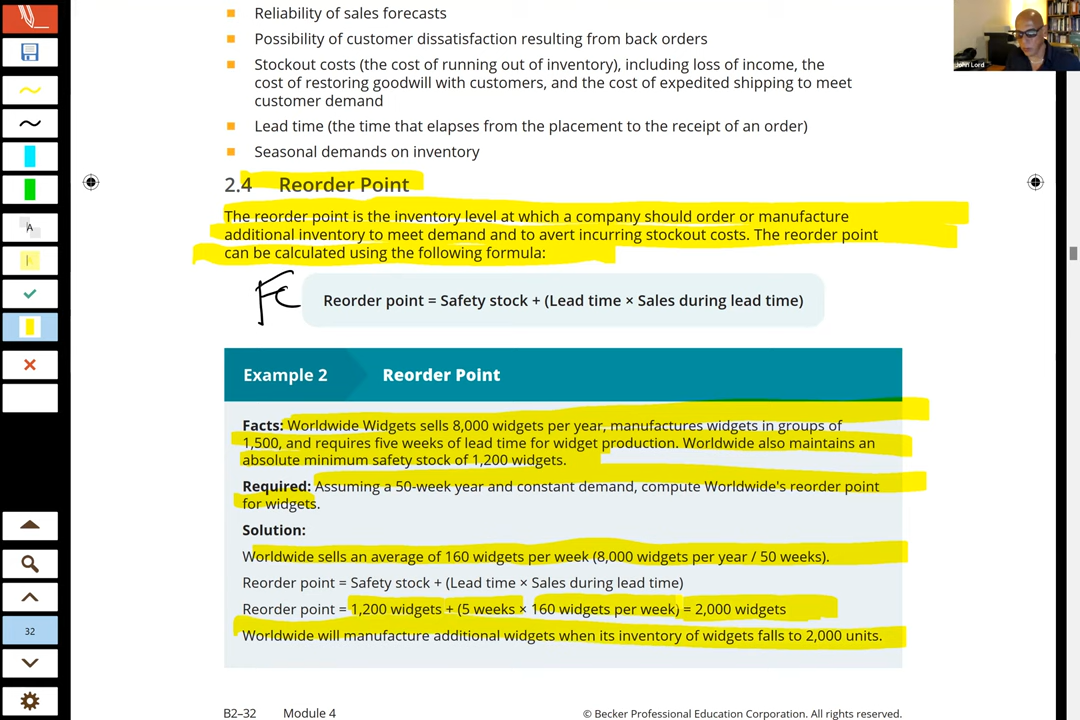 Reliability of sales forecasts
Possibility of customer dissatisfaction resulting from back orders
Stockout costs (the cost of running out of inventory), including loss of income, the
cost of restoring goodwill with customers, and the cost of expedited shipping to meet
customer demand
Lead time (the time that elapses from the placement to the receipt of an order)
Seasonal demands on inventory
2.4 Reorder Point
The reorder point is the inventory level at which a company should order or manufacture
additional inventory to meet demand and to avert incurring stockout costs. The reorder point
can be calculated using the following formula:
FC
Reorder point = Safety stock + (Lead time × Sales during lead time)
Example 2 Reorder Point
Facts: Worldwide Widgets sells 8,000 widgets per year, manufactures widgets in groups of
1,500, and requires five weeks of lead time for widget production. Worldwide also maintains an
absolute minimum safety stock of 1,200 widgets.
Required: Assuming a 50-week year and constant demand, compute Worldwide's reorder point
for widgets.
Solution:
Worldwide sells an average of 160 widgets per week (8,000 widgets per year / 50 weeks).
Reorder point = Safety stock + (Lead time × Sales during lead time)
Reorder point = 1,200 widgets + (5 weeks × 160 widgets per week) = 2,000 widgets
Worldwide will manufacture additional widgets when its inventory of widgets falls to 2,000 units.
B2–32 Module 4
© Becker Professional Education Corporation. All rights reserved.
A
32
John Lord